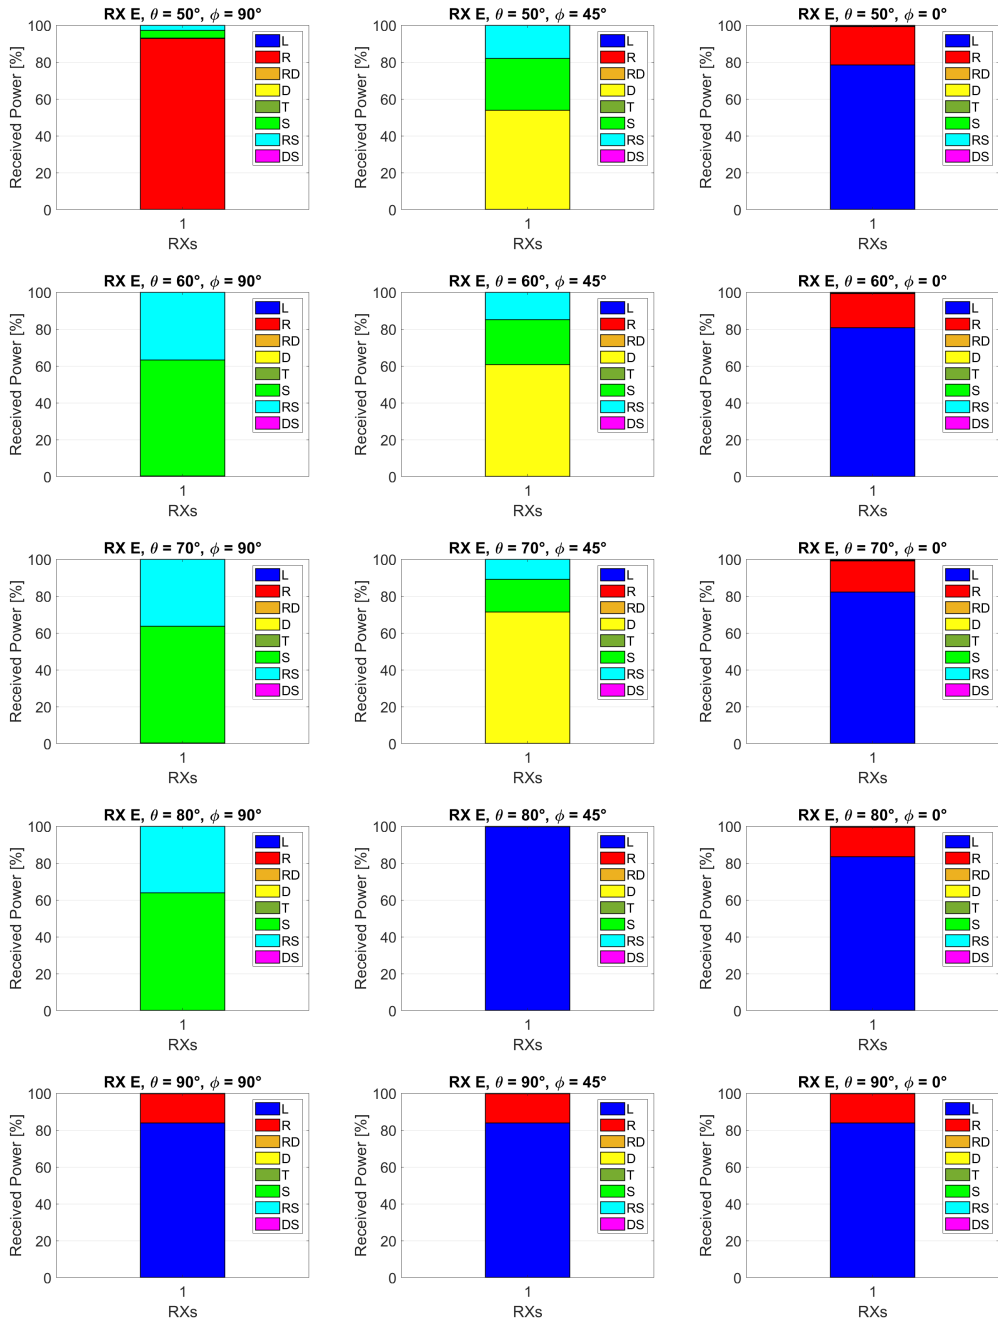 RX E, θ = 50°, ϕ = 90°
Received Power [%]
100
80
60
40
20
0
1
RXs
L
R
RD
D
T
S
RS
DS
RX E, θ = 50°, ϕ = 45°
Received Power [%]
100
80
60
40
20
0
1
RXs
L
R
RD
D
T
S
RS
DS
RX E, θ = 50°, ϕ = 0°
Received Power [%]
100
80
60
40
20
0
1
RXs
L
R
RD
D
T
S
RS
DS
RX E, θ = 60°, ϕ = 90°
Received Power [%]
100
80
60
40
20
0
1
RXs
L
R
RD
D
T
S
RS
DS
RX E, θ = 60°, ϕ = 45°
Received Power [%]
100
80
60
40
20
0
1
RXs
L
R
RD
D
T
S
RS
DS
RX E, θ = 60°, ϕ = 0°
Received Power [%]
100
80
60
40
20
0
1
RXs
L
R
RD
D
T
S
RS
DS
RX E, θ = 70°, ϕ = 90°
Received Power [%]
100
80
60
40
20
0
1
RXs
L
R
RD
D
T
S
RS
DS
RX E, θ = 70°, ϕ = 45°
Received Power [%]
100
80
60
40
20
0
1
RXs
L
R
RD
D
T
S
RS
DS
RX E, θ = 70°, ϕ = 0°
Received Power [%]
100
80
60
40
20
0
1
RXs
L
R
RD
D
T
S
RS
DS
RX E, θ = 80°, ϕ = 90°
Received Power [%]
100
80
60
40
20
0
1
RXs
L
R
RD
D
T
S
RS
DS
RX E, θ = 80°, ϕ = 45°
Received Power [%]
100
80
60
40
20
0
1
RXs
L
R
RD
D
T
S
RS
DS
RX E, θ = 80°, ϕ = 0°
Received Power [%]
100
80
60
40
20
0
1
RXs
L
R
RD
D
T
S
RS
DS
RX E, θ = 90°, ϕ = 90°
Received Power [%]
100
80
60
40
20
0
1
RXs
L
R
RD
D
T
S
RS
DS
RX E, θ = 90°, ϕ = 45°
Received Power [%]
100
80
60
40
20
0
1
RXs
L
R
RD
D
T
S
RS
DS
RX E, θ = 90°, ϕ = 0°
Received Power [%]
100
80
60
40
20
0
1
RXs
L
R
RD
D
T
S
RS
DS